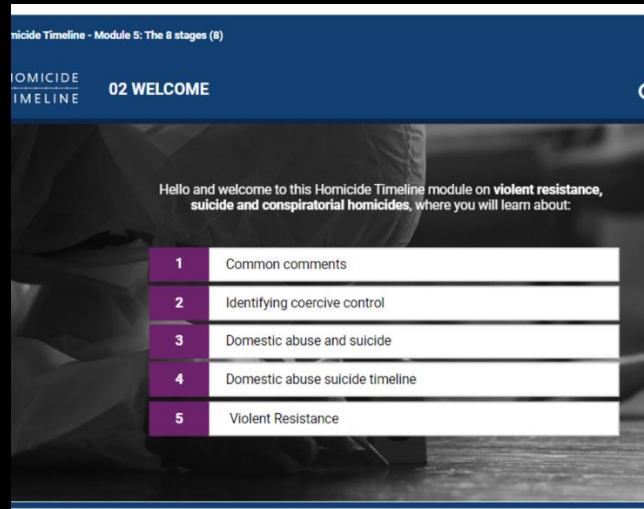 micide Timeline - Module 5: The 8 stages (8)
HOMICIDE
TIMELINE
02 WELCOME
Hello and welcome to this Homicide Timeline module on violent resistance,
suicide and conspiratorial homicides, where you will learn about:
1 Common comments
2 Identifying coercive control
3 Domestic abuse and suicide
4 Domestic abuse suicide timeline
5 Violent Resistance